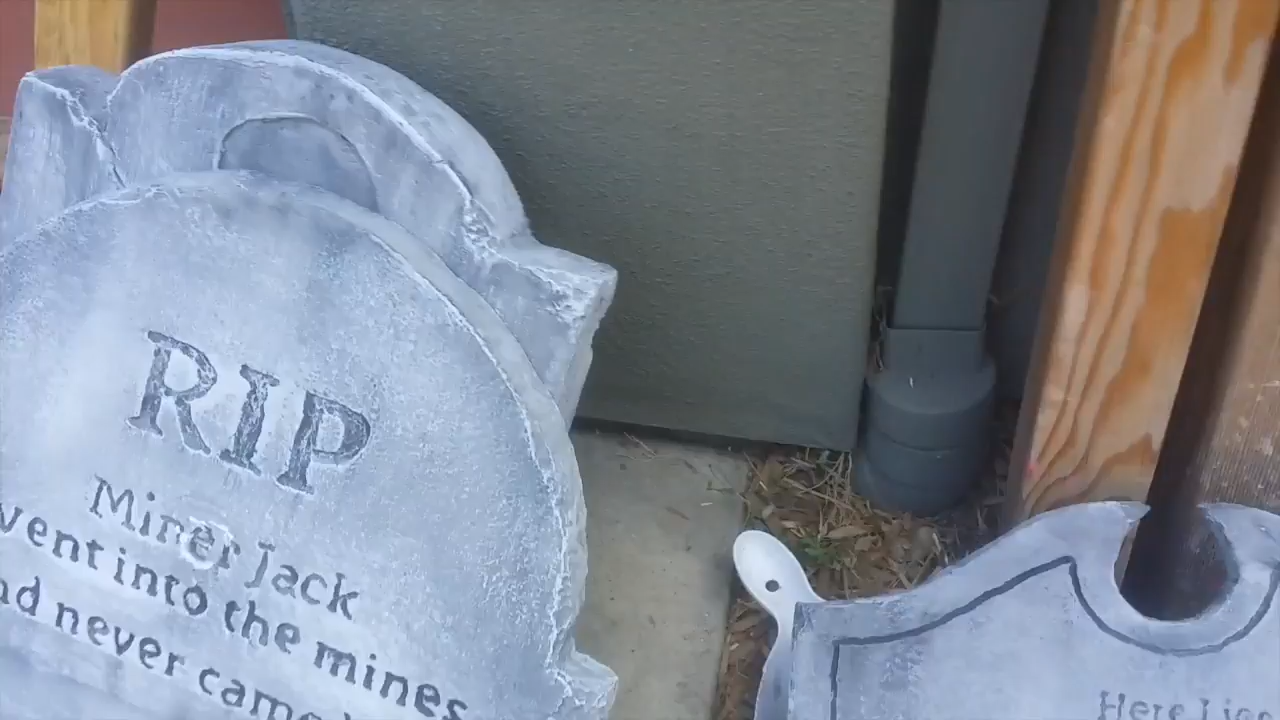 RIP
Miner Jack
went into the mines
and never came
Here Lies